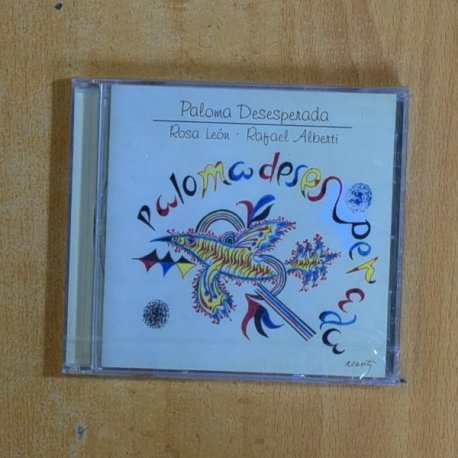 Paloma Desesperada
Rosa León · Rafael Alberti
paloma desesperada